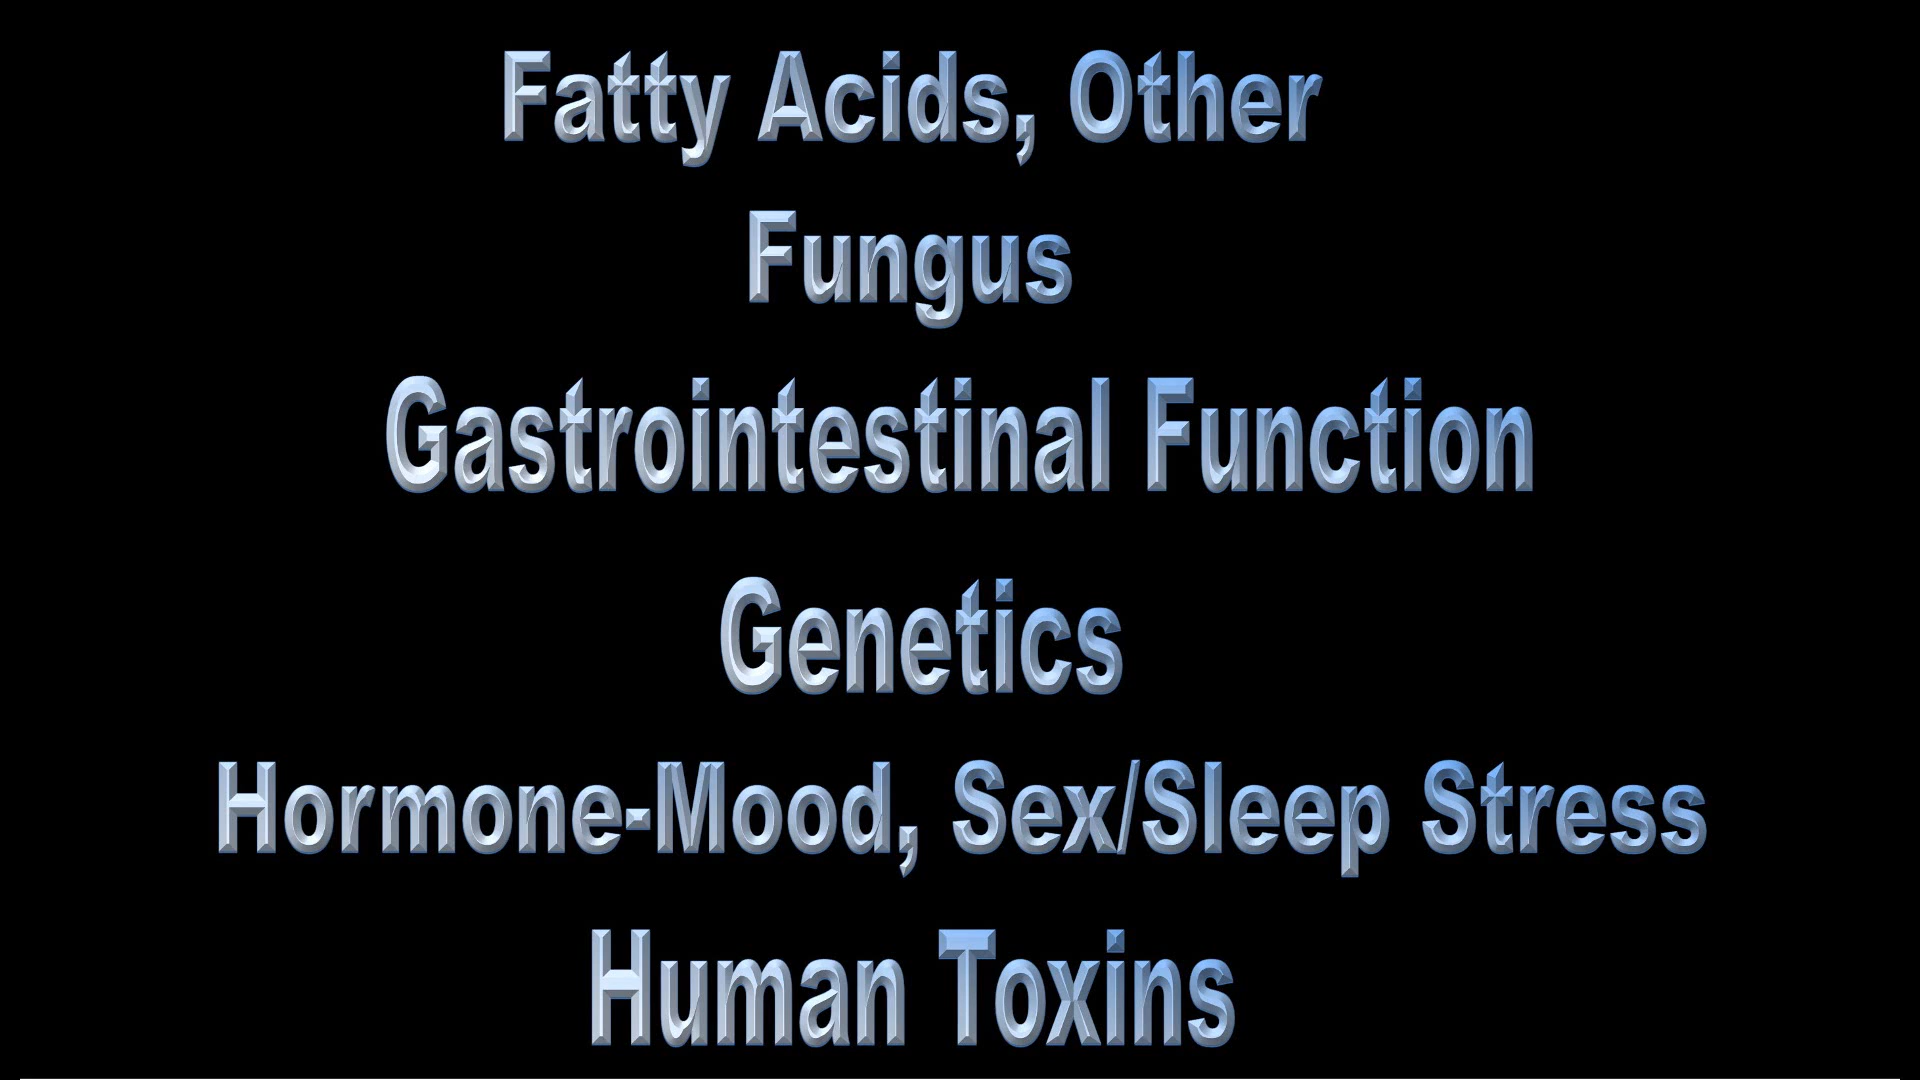 Fatty Acids, Other
Fungus
Gastrointestinal Function
Genetics
Hormone-Mood, Sex/Sleep Stress
Human Toxins